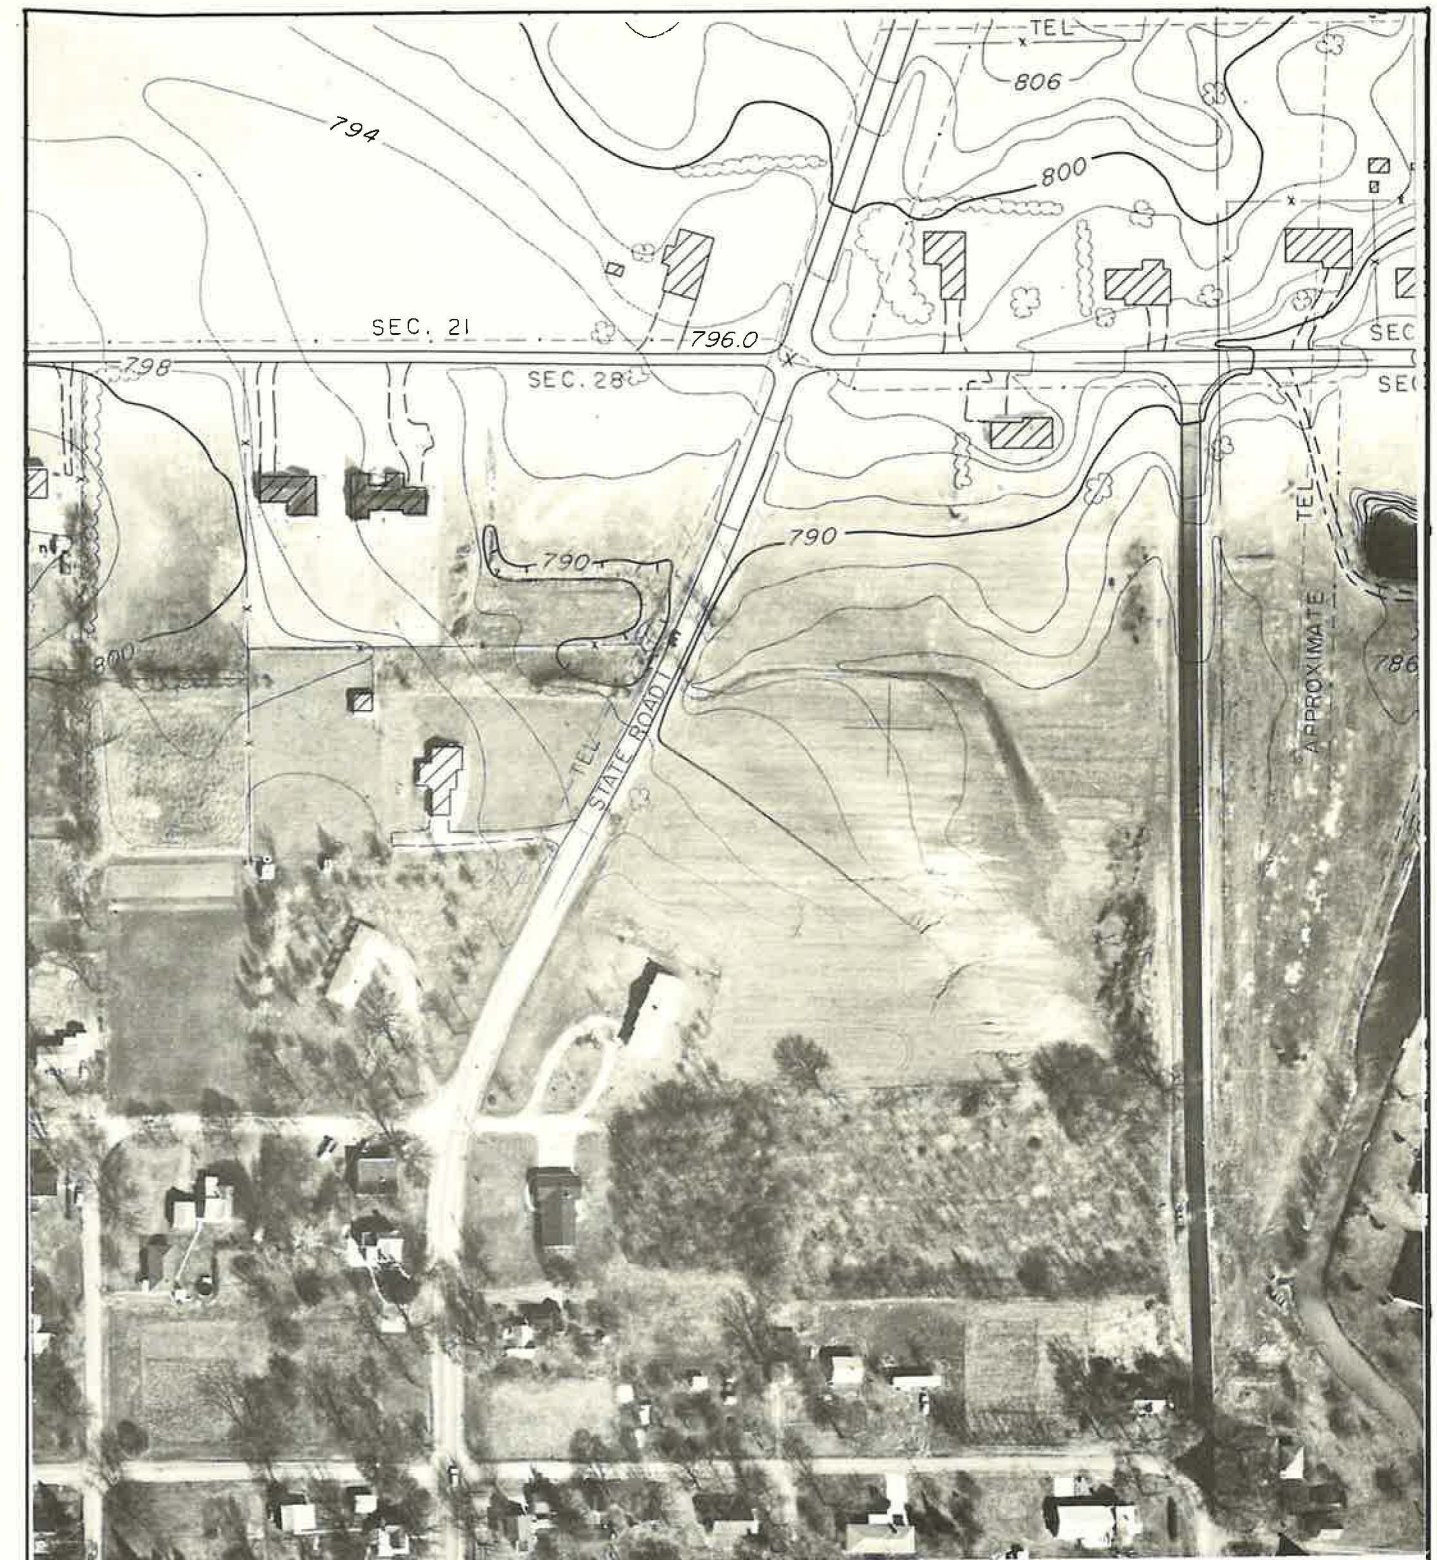 TEL
806
794
800
SEC. 21
796.0
SEC
798
SEC. 28
SEC
790
790
TEL
800
786
APPROXIMATE
STATE ROAD 1
TEL